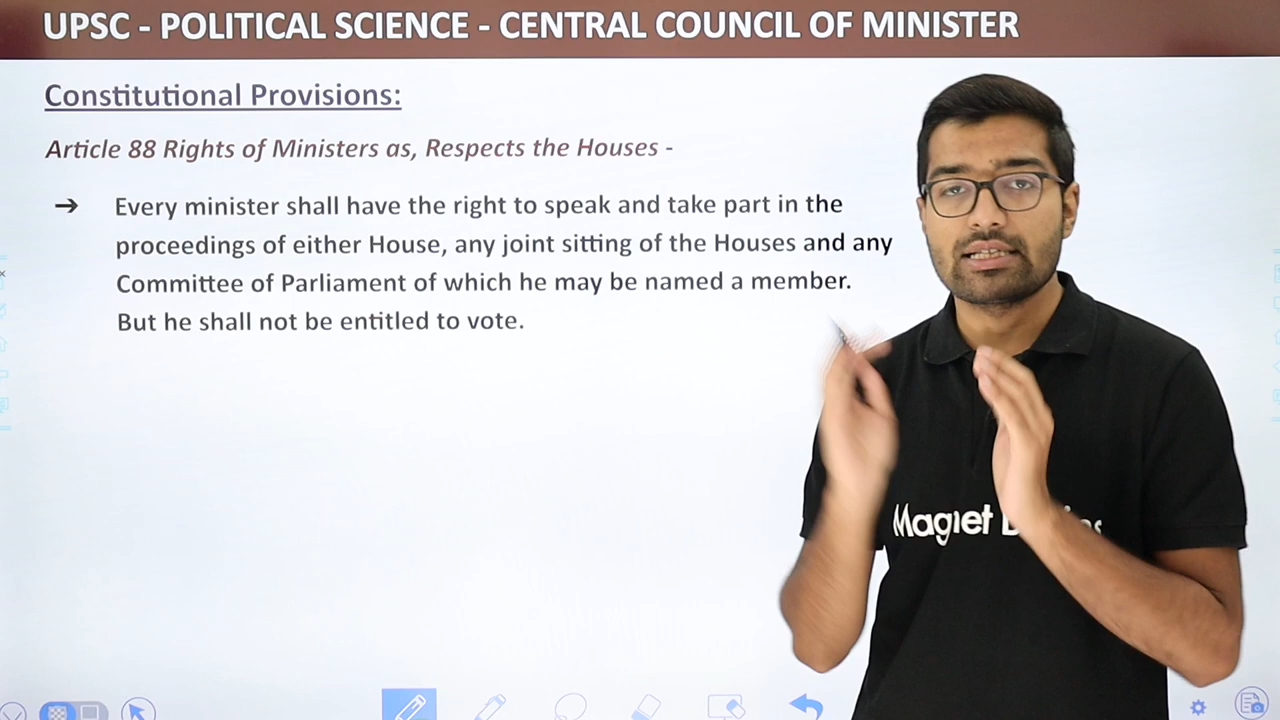 UPSC - POLITICAL SCIENCE - CENTRAL COUNCIL OF MINISTER
Constitutional Provisions:
Article 88 Rights of Ministers as, Respects the Houses -
➔ Every minister shall have the right to speak and take part in the
proceedings of either House, any joint sitting of the Houses and any
Committee of Parliament of which he may be named a member.
But he shall not be entitled to vote.
Magnet